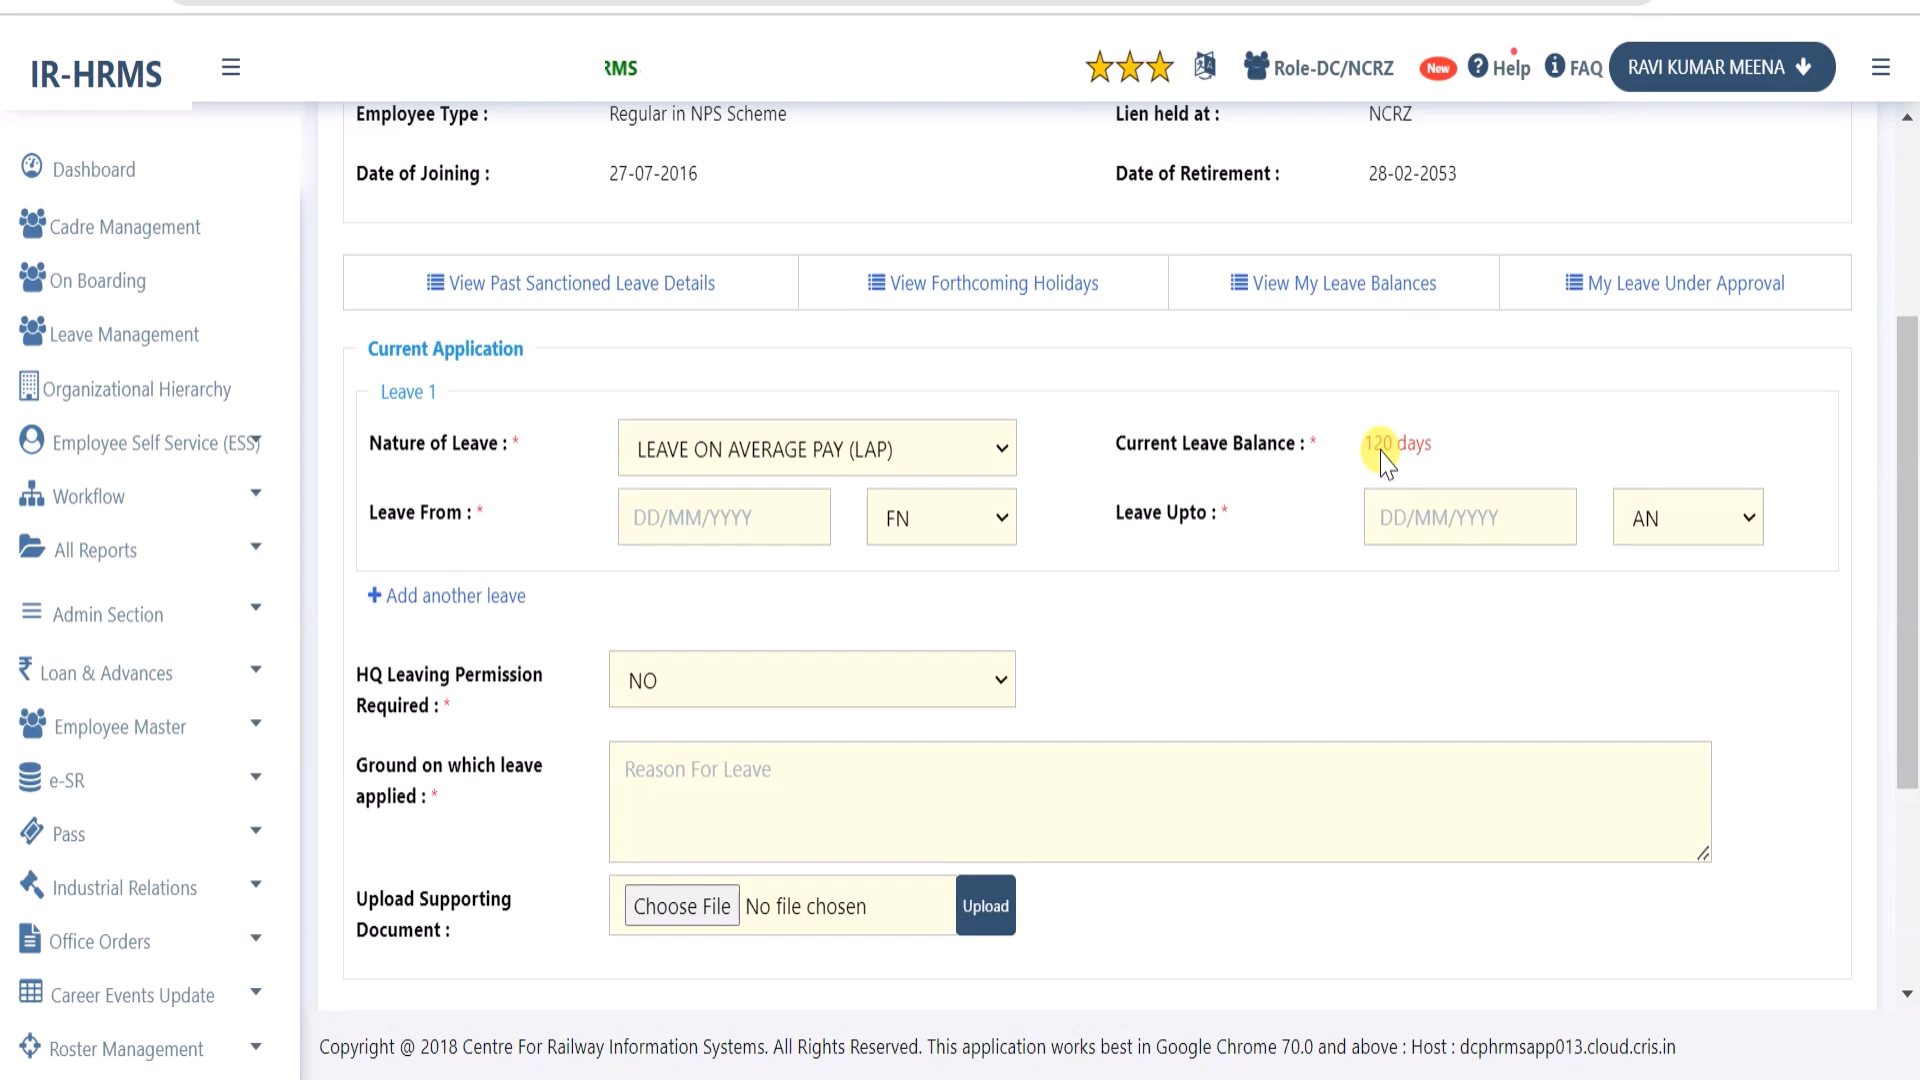 IR-HRMS
RMS
Role-DC/NCRZ
New
Help
FAQ
RAVI KUMAR MEENA
Dashboard
Cadre Management
On Boarding
Leave Management
Organizational Hierarchy
Employee Self Service (ESS)
Workflow
All Reports
Admin Section
Loan & Advances
Employee Master
e-SR
Pass
Industrial Relations
Office Orders
Career Events Update
Roster Management
Employee Type : Regular in NPS Scheme Lien held at : NCRZ
Date of Joining : 27-07-2016 Date of Retirement : 28-02-2053
View Past Sanctioned Leave Details View Forthcoming Holidays View My Leave Balances My Leave Under Approval
Current Application
Leave 1
Nature of Leave : * LEAVE ON AVERAGE PAY (LAP) Current Leave Balance : * 120 days
Leave From : * DD/MM/YYYY FN Leave Upto : * DD/MM/YYYY AN
Add another leave
HQ Leaving Permission
Required : * NO
Ground on which leave
applied : * Reason For Leave
Upload Supporting
Document : Choose File No file chosen Upload
Copyright @ 2018 Centre For Railway Information Systems. All Rights Reserved. This application works best in Google Chrome 70.0 and above : Host : dcphrmsapp013.cloud.cris.in